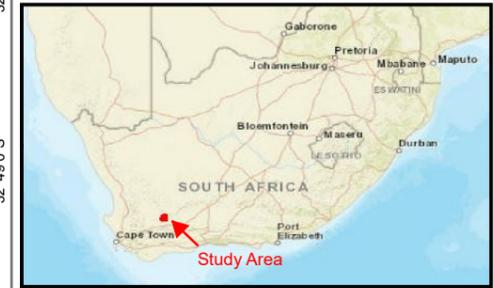 Gaborone
Pretoria
Johannesburg
Mbabane
Maputo
ESWATINI
Bloemfontein
Maseru
LESOTHO
Durban
SOUTH AFRICA
Cape Town
Port
Elizabeth
Study Area